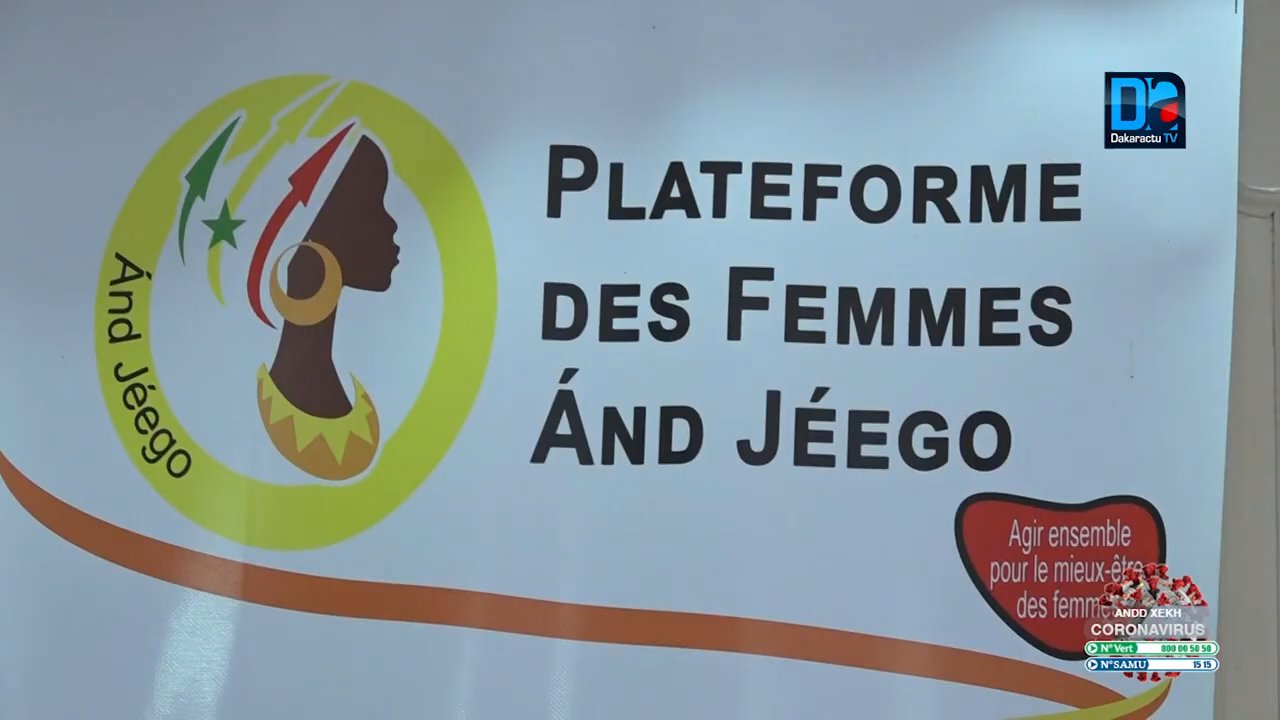 Dakaractu TV
PLATEFORME
DES FEMMES
ÁND JÉEGO
Ánd Jéego
Agir ensemble
pour le mieux-être
des femmes
ANDD XEKH
CORONAVIRUS
N° Vert 800 00 50 50
N° SAMU 15 15